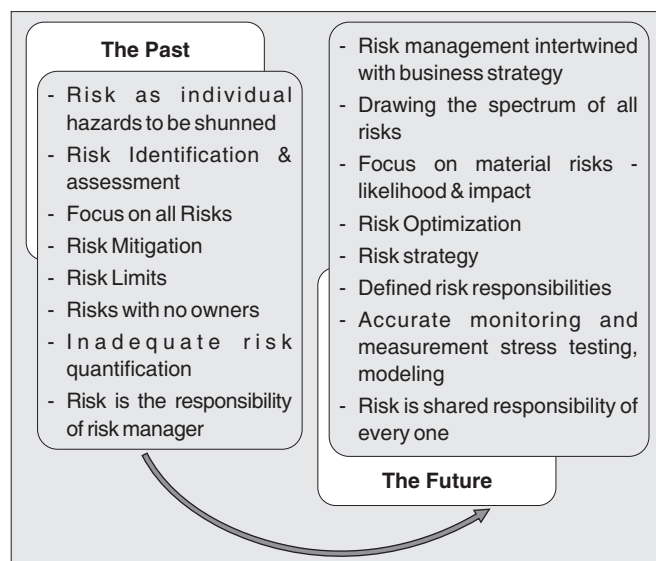 The Past
- Risk as individual
hazards to be shunned
- Risk Identification &
assessment
- Focus on all Risks
- Risk Mitigation
- Risk Limits
- Risks with no owners
- Inadequate risk
quantification
- Risk is the responsibility
of risk manager
- Risk management intertwined
with business strategy
- Drawing the spectrum of all
risks
- Focus on material risks -
likelihood & impact
- Risk Optimization
- Risk strategy
- Defined risk responsibilities
- Accurate monitoring and
measurement stress testing,
modeling
- Risk is shared responsibility of
every one
The Future